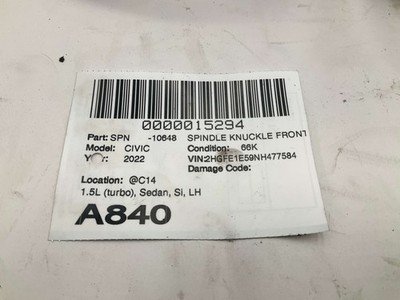 0000015294
Part: SPN -10648 SPINDLE KNUCKLE FRONT
Model: CIVIC Condition: 66K
Year: 2022 VIN:2HGFE1E59NH477584
Damage Code:
Location: @C14
1.5L (turbo), Sedan, Si, LH
A840